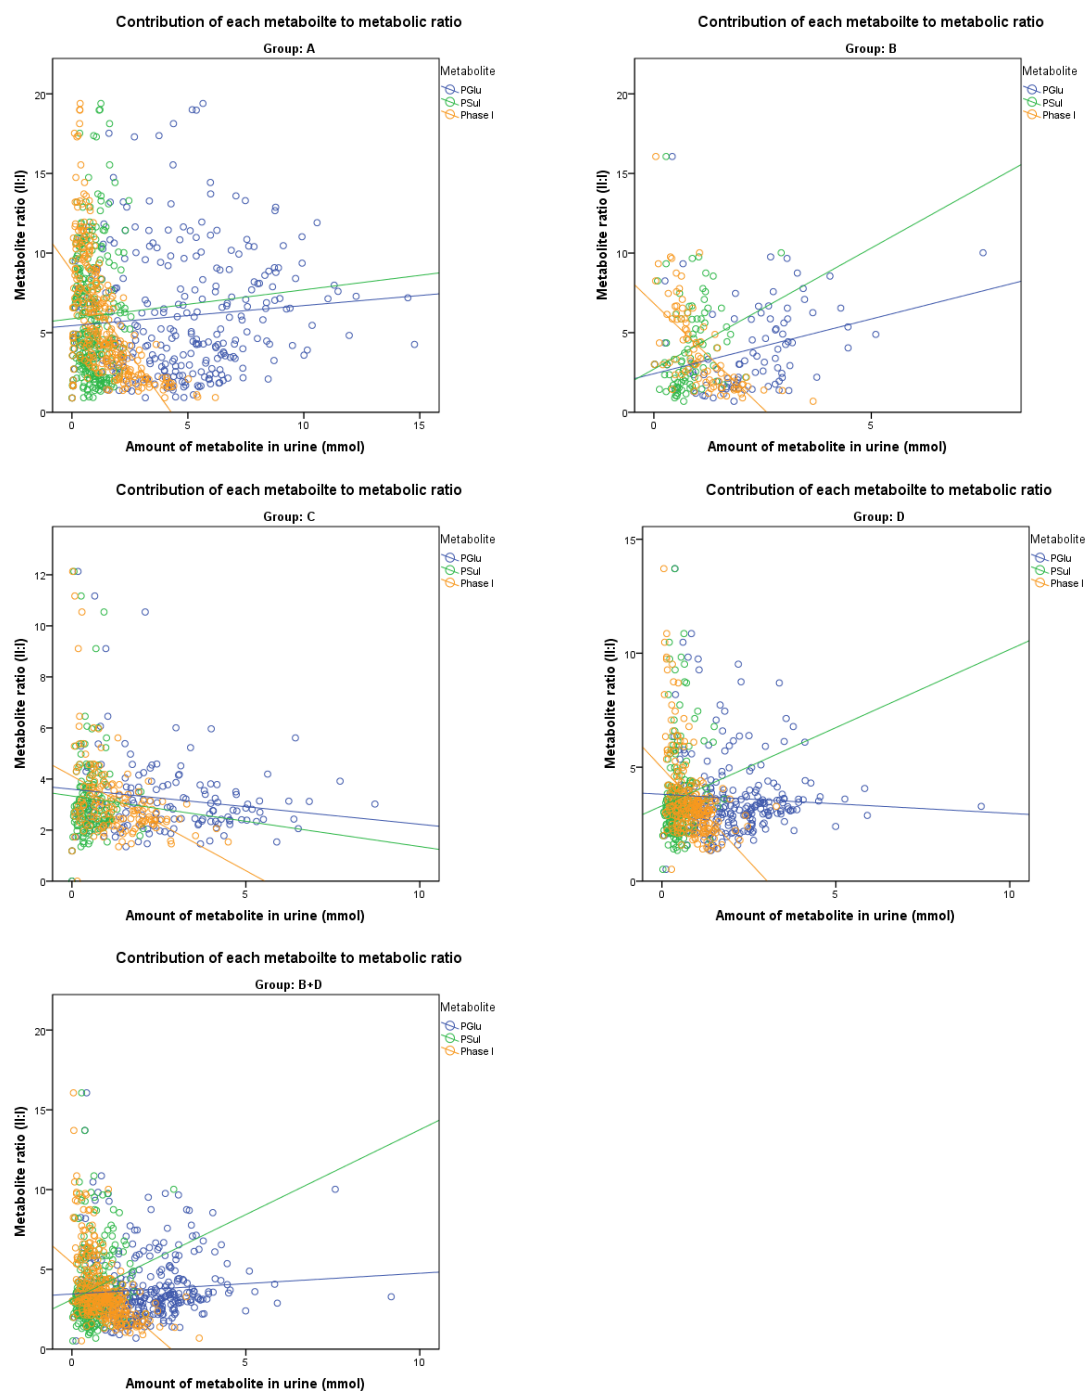 Contribution of each metaboilte to metabolic ratio
Group: A
Metabolite
PGlu
PSul
Phase I
Metabolite ratio (II:I)
20
15
10
5
0
0 5 10 15
Amount of metabolite in urine (mmol)
Contribution of each metaboilte to metabolic ratio
Group: B
Metabolite
PGlu
PSul
Phase I
Metabolite ratio (II:I)
20
15
10
5
0
0 5
Amount of metabolite in urine (mmol)
Contribution of each metaboilte to metabolic ratio
Group: C
Metabolite
PGlu
PSul
Phase I
Metabolite ratio (II:I)
12
10
8
6
4
2
0
0 5 10
Amount of metabolite in urine (mmol)
Contribution of each metaboilte to metabolic ratio
Group: D
Metabolite
PGlu
PSul
Phase I
Metabolite ratio (II:I)
15
10
5
0
0 5 10
Amount of metabolite in urine (mmol)
Contribution of each metaboilte to metabolic ratio
Group: B+D
Metabolite
PGlu
PSul
Phase I
Metabolite ratio (II:I)
20
15
10
5
0
0 5 10
Amount of metabolite in urine (mmol)